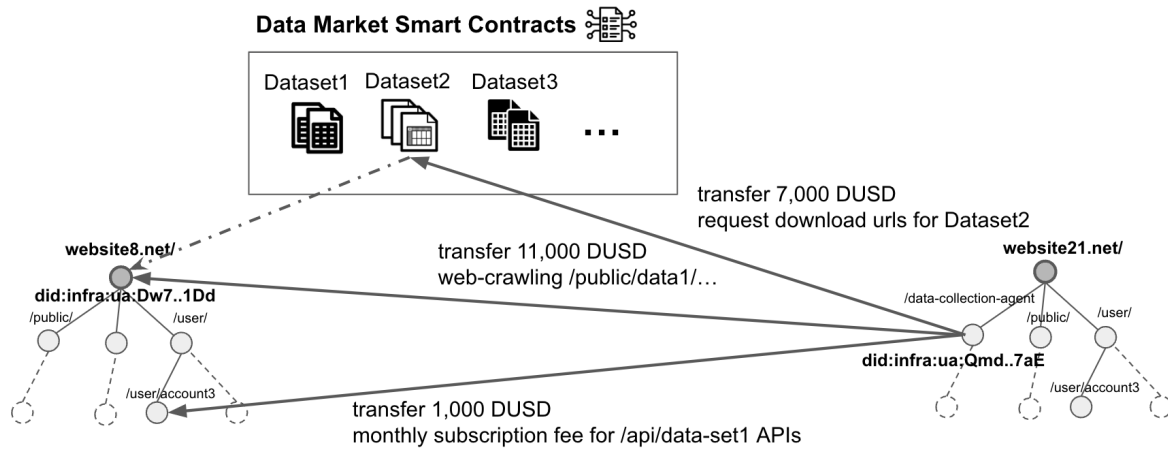 Data Market Smart Contracts
Dataset1
Dataset2
Dataset3
...
transfer 7,000 DUSD
request download urls for Dataset2
transfer 11,000 DUSD
web-crawling /public/data1/…
website8.net/
did:infra:ua:Dw7..1Dd
/public/
/user/
/user/account3
website21.net/
/data-collection-agent
/public/
/user/
did:infra:ua:Qmd..7aE
/user/account3
transfer 1,000 DUSD
monthly subscription fee for /api/data-set1 APIs